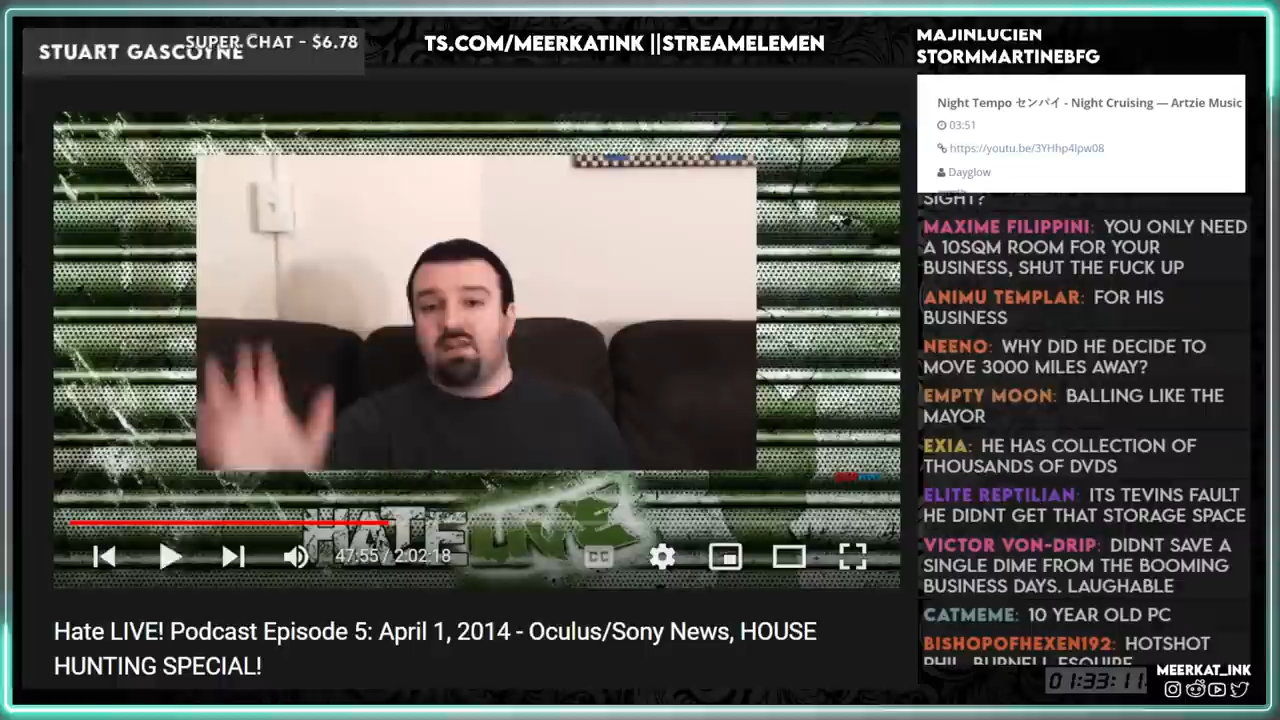 STUART GASCOYNE
SUPER CHAT - $6.78
TS.COM/MEERKATINK ||STREAMELEMEN
MAJINLUCIEN
STORMMARTINEBFG
Night Tempo センパイ - Night Cruising — Artzie Music
03:51
https://youtu.be/3YHhp4lpw08
Dayglow
SIGHT?
MAXIME FILIPPINI: YOU ONLY NEED
A 10SQM ROOM FOR YOUR
BUSINESS, SHUT THE FUCK UP
ANIMU TEMPLAR: FOR HIS
BUSINESS
NEENO: WHY DID HE DECIDE TO
MOVE 3000 MILES AWAY?
EMPTY MOON: BALLING LIKE THE
MAYOR
EXIA: HE HAS COLLECTION OF
THOUSANDS OF DVDS
ELITE REPTILIAN: ITS TEVINS FAULT
HE DIDNT GET THAT STORAGE SPACE
VICTOR VON-DRIP: DIDNT SAVE A
SINGLE DIME FROM THE BOOMING
BUSINESS DAYS. LAUGHABLE
CATMEME: 10 YEAR OLD PC
BISHOPOFHEXEN192: HOTSHOT
PHIL BURNELL ESQUIRE
HATE LIVE
47:55 / 2:02:18
CC
Hate LIVE! Podcast Episode 5: April 1, 2014 - Oculus/Sony News, HOUSE
HUNTING SPECIAL!
01:33:11
MEERKAT_INK